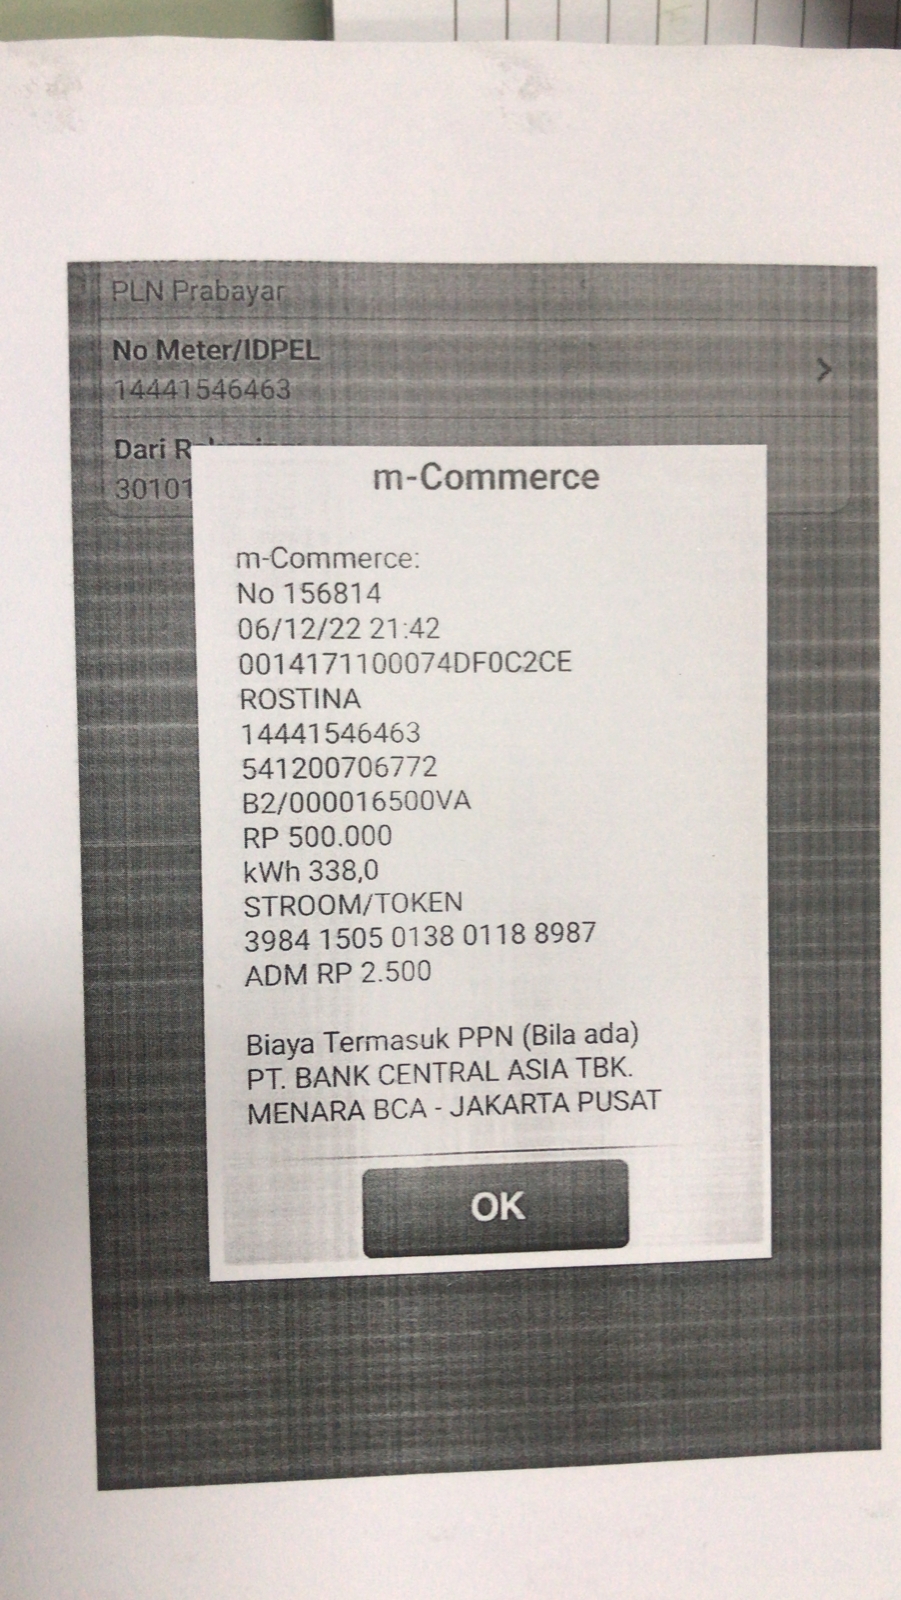 PLN Prabayar
No Meter/IDPEL
14441546463
>
Dari
30101
m-Commerce
m-Commerce:
No 156814
06/12/22 21:42
0014171100074DF0C2CE
ROSTINA
14441546463
541200706772
B2/000016500VA
RP 500.000
kWh 338,0
STROOM/TOKEN
3984 1505 0138 0118 8987
ADM RP 2.500
Biaya Termasuk PPN (Bila ada)
PT. BANK CENTRAL ASIA TBK.
MENARA BCA - JAKARTA PUSAT
OK